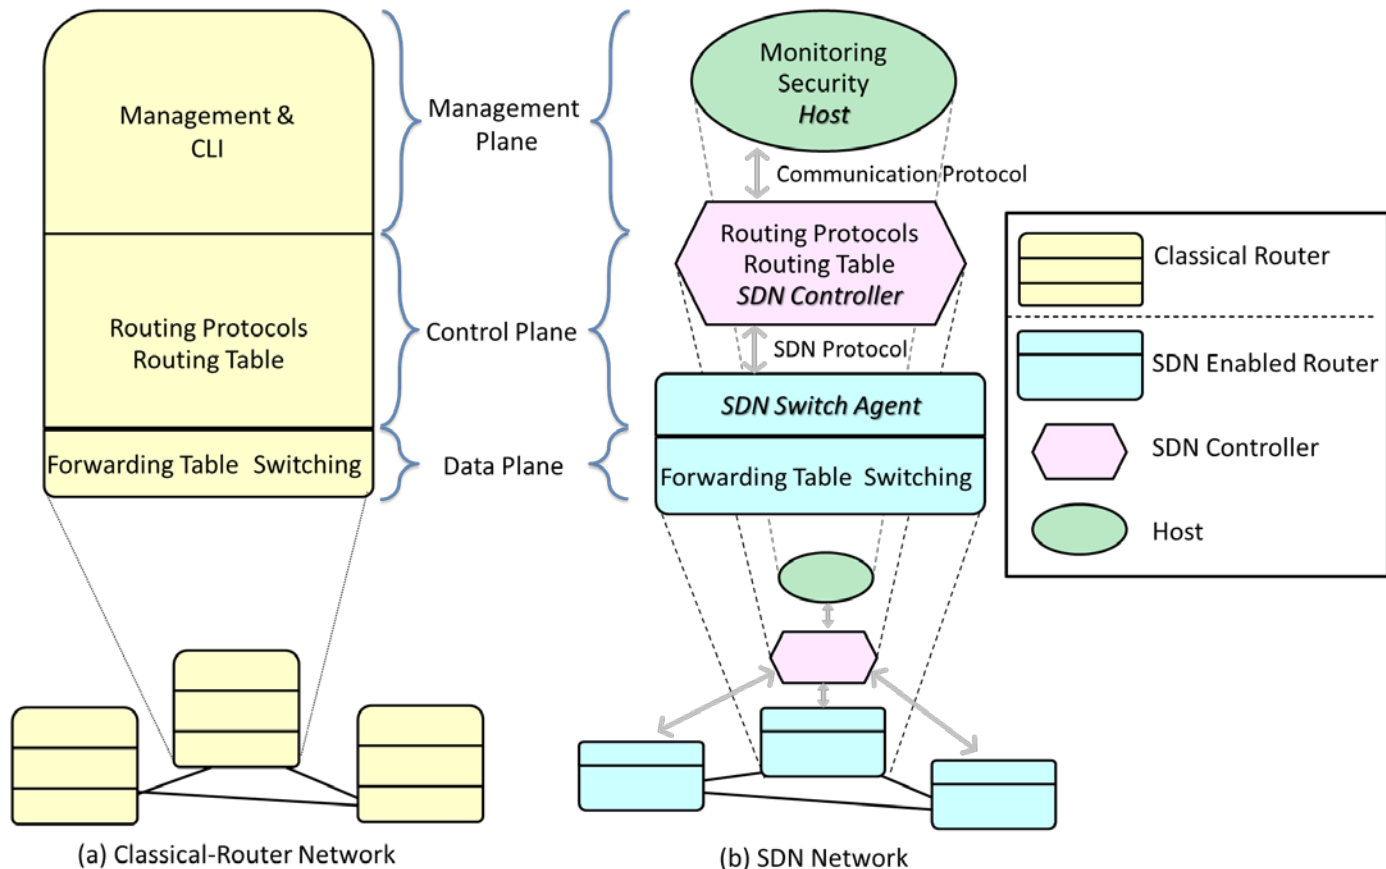 Management &
CLI
Routing Protocols
Routing Table
Forwarding Table Switching
Management
Plane
Control Plane
Data Plane
Monitoring
Security
Host
Communication Protocol
Routing Protocols
Routing Table
SDN Controller
SDN Protocol
SDN Switch Agent
Forwarding Table Switching
Classical Router
SDN Enabled Router
SDN Controller
Host
(a) Classical-Router Network
(b) SDN Network